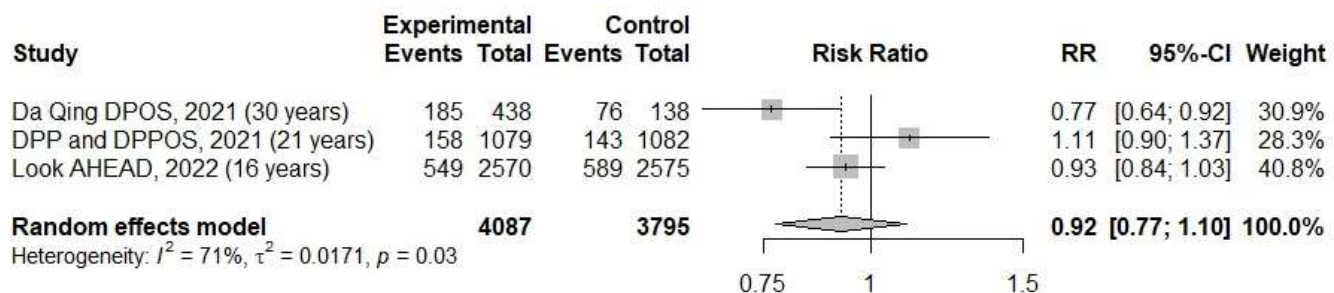 Experimental Control
Study Events Total Events Total Risk Ratio RR 95%-CI Weight
Da Qing DPOS, 2021 (30 years) 185 438 76 138 0.77 [0.64; 0.92] 30.9%
DPP and DPPOS, 2021 (21 years) 158 1079 143 1082 1.11 [0.90; 1.37] 28.3%
Look AHEAD, 2022 (16 years) 549 2570 589 2575 0.93 [0.84; 1.03] 40.8%
Random effects model 4087 3795 0.92 [0.77; 1.10] 100.0%
Heterogeneity: I² = 71%, τ² = 0.0171, p = 0.03
0.75 1 1.5